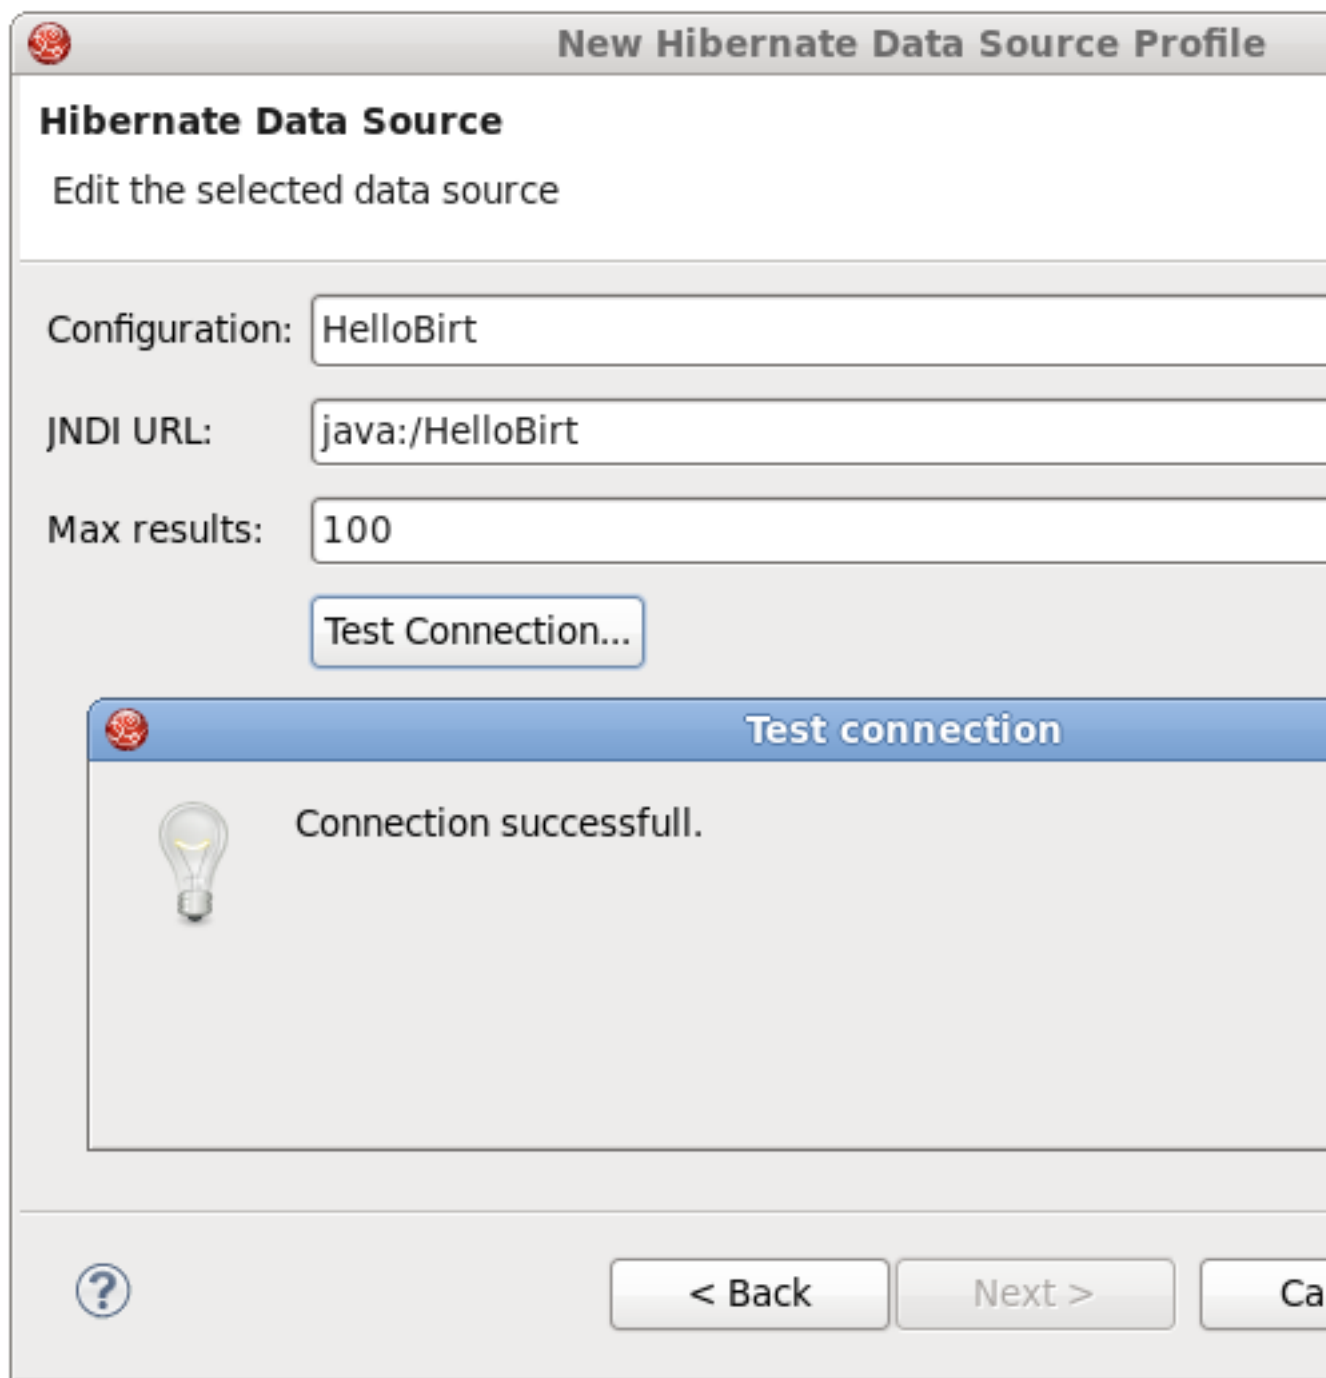 New Hibernate Data Source Profile
Hibernate Data Source
Edit the selected data source
Configuration: HelloBirt
JNDI URL: java:/HelloBirt
Max results: 100
Test Connection...
Test connection
Connection successfull.
? < Back Next > Ca